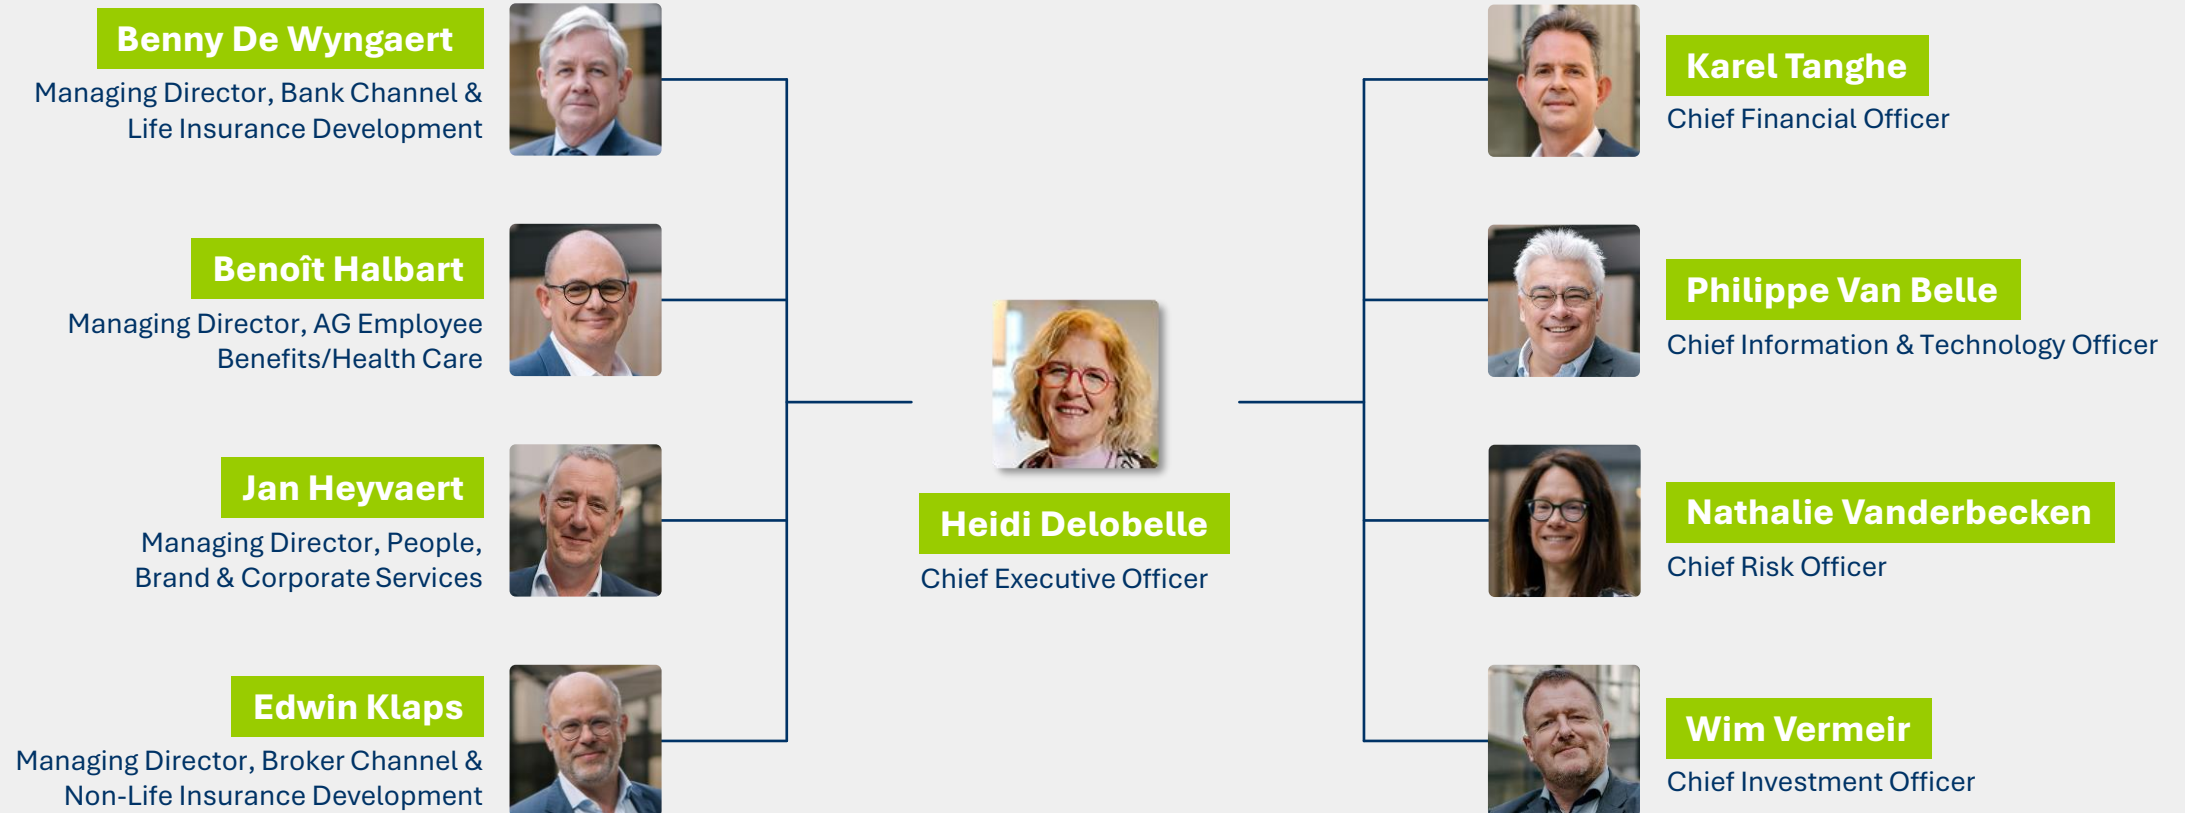 Benny De Wyngaert
Managing Director, Bank Channel &
Life Insurance Development
Benoît Halbart
Managing Director, AG Employee
Benefits/Health Care
Jan Heyvaert
Managing Director, People,
Brand & Corporate Services
Edwin Klaps
Managing Director, Broker Channel &
Non-Life Insurance Development
Heidi Delobelle
Chief Executive Officer
Karel Tanghe
Chief Financial Officer
Philippe Van Belle
Chief Information & Technology Officer
Nathalie Vanderbecken
Chief Risk Officer
Wim Vermeir
Chief Investment Officer